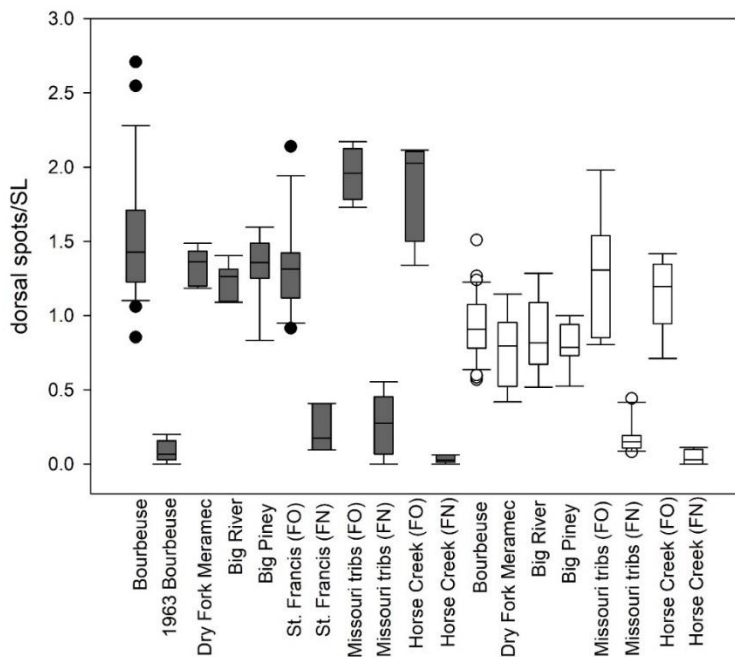 3.0
2.5
2.0
1.5
1.0
0.5
0.0
dorsal spots/SL
Bourbeuse
1963 Bourbeuse
Dry Fork Meramec
Big River
Big Piney
St. Francis (FO)
St. Francis (FN)
Missouri tribs (FO)
Missouri tribs (FN)
Horse Creek (FO)
Horse Creek (FN)
Bourbeuse
Dry Fork Meramec
Big River
Big Piney
Missouri tribs (FO)
Missouri tribs (FN)
Horse Creek (FO)
Horse Creek (FN)